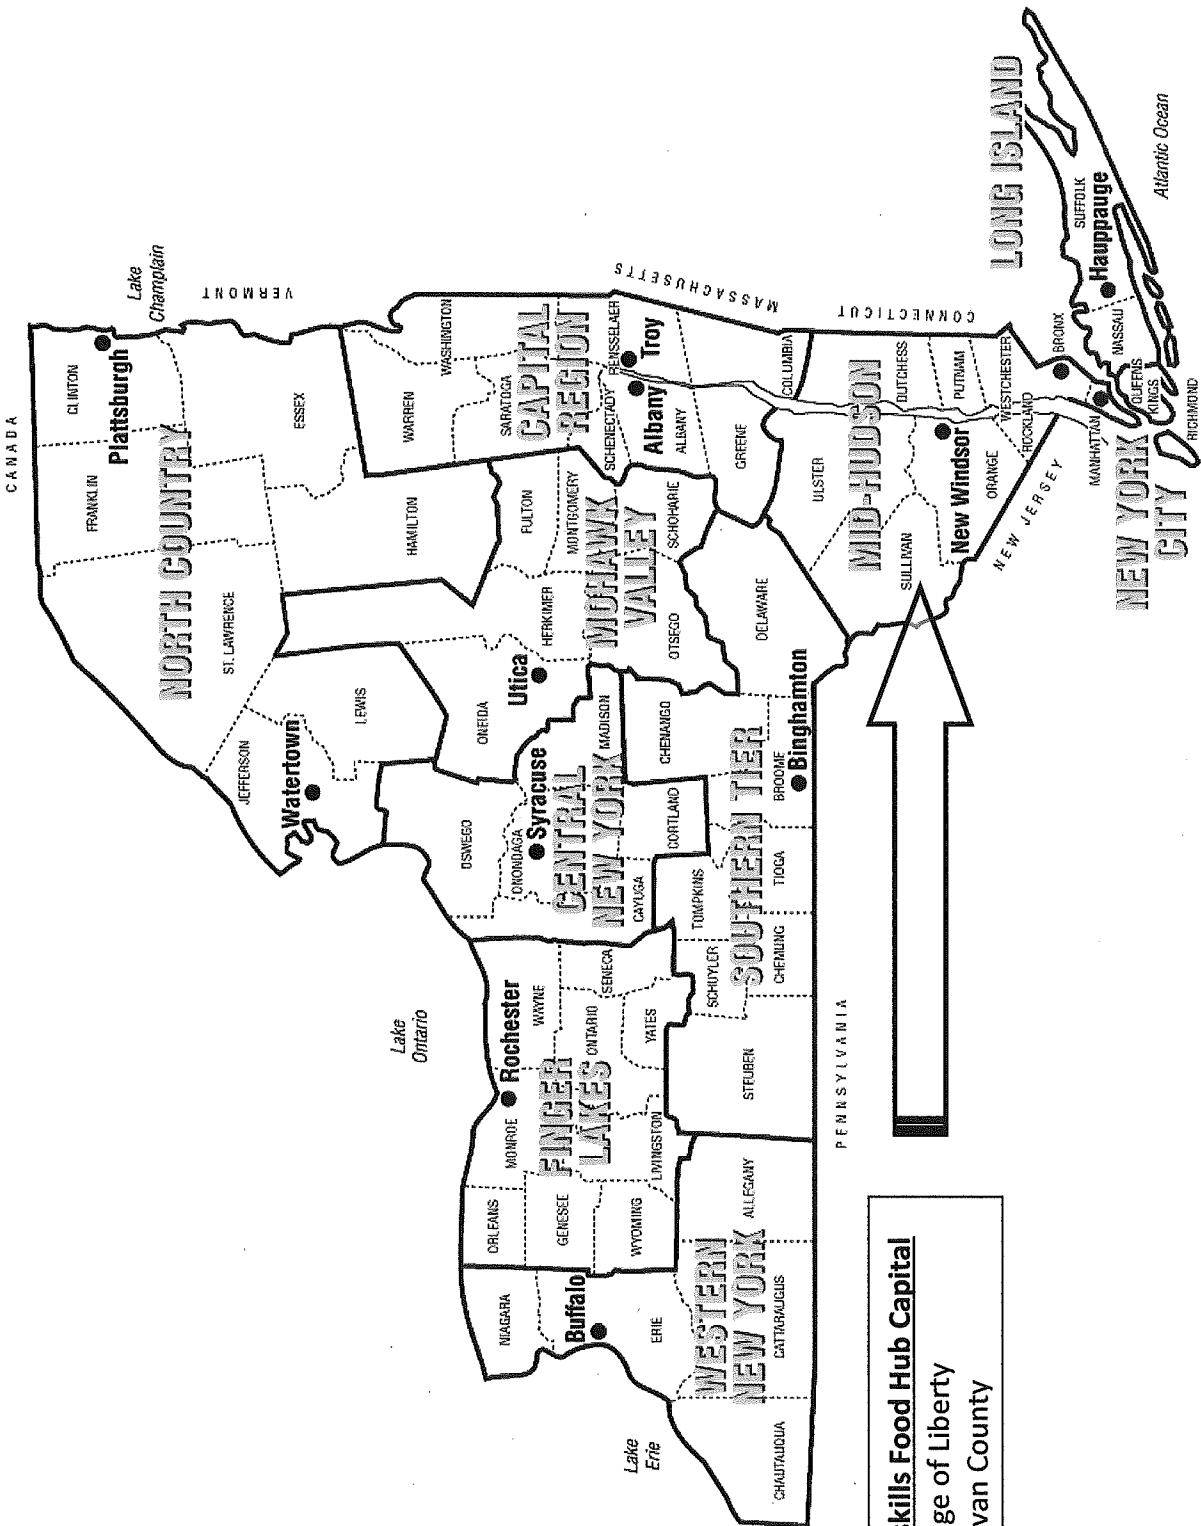 CANADA
CLINTON
Plattsburgh
FRANKLIN
Lake
Champlain
NORTH COUNTRY
ST. LAWRENCE
ESSEX
VERMONT
JEFFERSON
Watertown
LEWIS
HAMILTON
WARREN
WASHINGTON
Lake
Ontario
OSWEGO
ONEIDA
Utica
HERKIMER
FULTON
MONTGOMERY
SARATOGA
CAPITAL
REGION
SCHENECTADY
RENSSELAER
Troy
Albany
ALBANY
MASSACHUSETTS
MOHAWK
VALLEY
SCHOHARIE
OTSEGO
NIAGARA
ORLEANS
MONROE
Rochester
WAYNE
ONONDAGA
Syracuse
CENTRAL
NEW YORK
MADISON
CAYUGA
CORTLAND
Buffalo
ERIE
GENESEE
WYOMING
FINGER
LAKES
LIVINGSTON
ONTARIO
YATES
SENECA
Lake
Erie
WESTERN
NEW YORK
CHAUTAUQUA
CATTARAUGUS
ALLEGANY
STEUBEN
SCHUYLER
TOMPKINS
SOUTHERN TIER
CHEMUNG
TIOGA
BROOME
CHENANGO
Binghamton
DELAWARE
GREENE
COLUMBIA
PENNSYLVANIA
ULSTER
MID-HUDSON
DUTCHESS
CONNECTICUT
SULLIVAN
New Windsor
ORANGE
PUTNAM
WESTCHESTER
ROCKLAND
NEW JERSEY
LONG ISLAND
BRONX
MANHATTAN
NEW YORK
CITY
QUEENS
KINGS
RICHMOND
NASSAU
SUFFOLK
Hauppauge
Atlantic Ocean
skills Food Hub Capital
ge of Liberty
van County